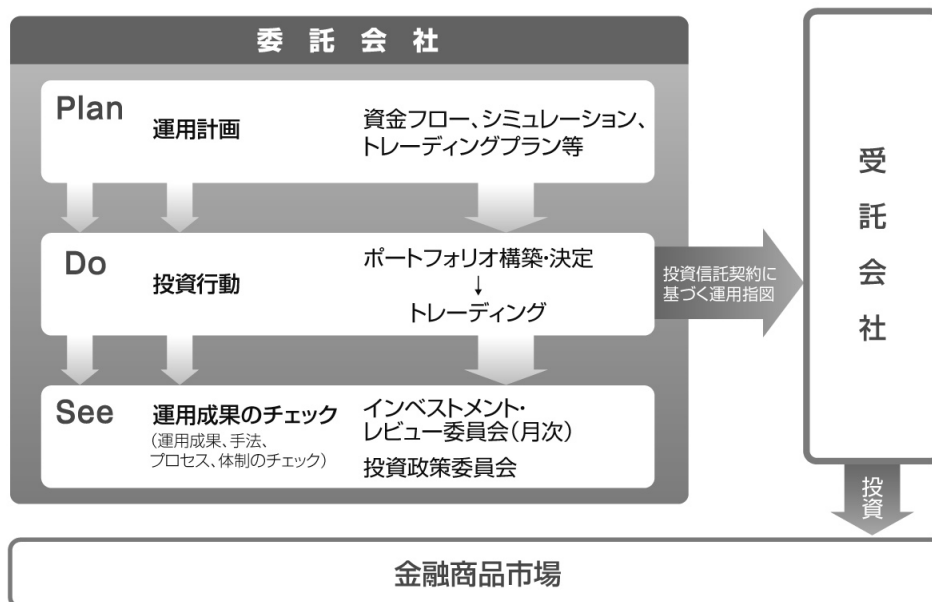 委託会社
Plan
運用計画
資金フロー、シミュレーション、
トレーディングプラン等
Do
投資行動
ポートフォリオ構築・決定
↓
トレーディング
投資信託契約に
基づく運用指図
See
運用成果のチェック
(運用成果、手法、
プロセス、体制のチェック)
インベストメント・
レビュー委員会(月次)
投資政策委員会
受託会社
投資
金融商品市場